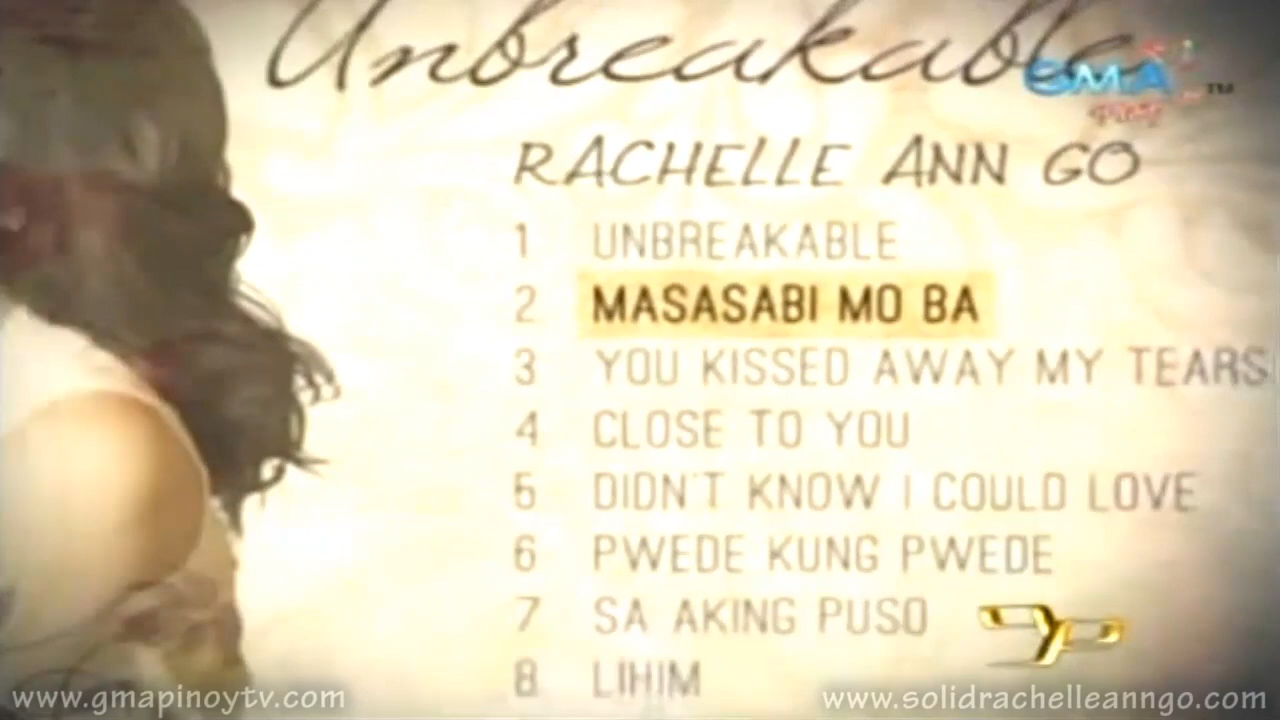 Unbreakable
GMA
TM
RACHELLE ANN GO
1 UNBREAKABLE
2 MASASABI MO BA
3 YOU KISSED AWAY MY TEARS
4 CLOSE TO YOU
5 DIDN'T KNOW I COULD LOVE
6 PWEDE KUNG PWEDE
7 SA AKING PUSO
8 LIHIM
www.gmapinoytv.com
www.solidrachelleanngo.com